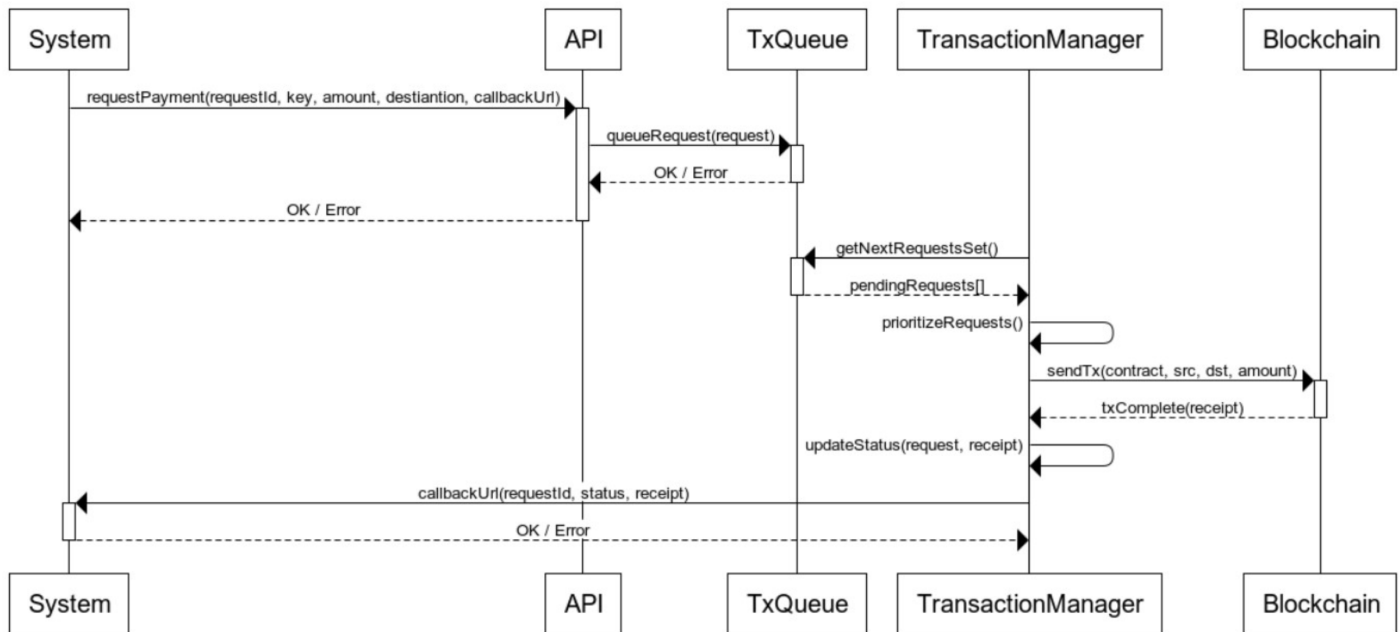 System API TxQueue TransactionManager Blockchain
requestPayment(requestId, key, amount, destiantion, callbackUrl)
queueRequest(request)
OK / Error
OK / Error
getNextRequestsSet()
pendingRequests[]
prioritizeRequests()
sendTx(contract, src, dst, amount)
txComplete(receipt)
updateStatus(request, receipt)
callbackUrl(requestId, status, receipt)
OK / Error
System API TxQueue TransactionManager Blockchain